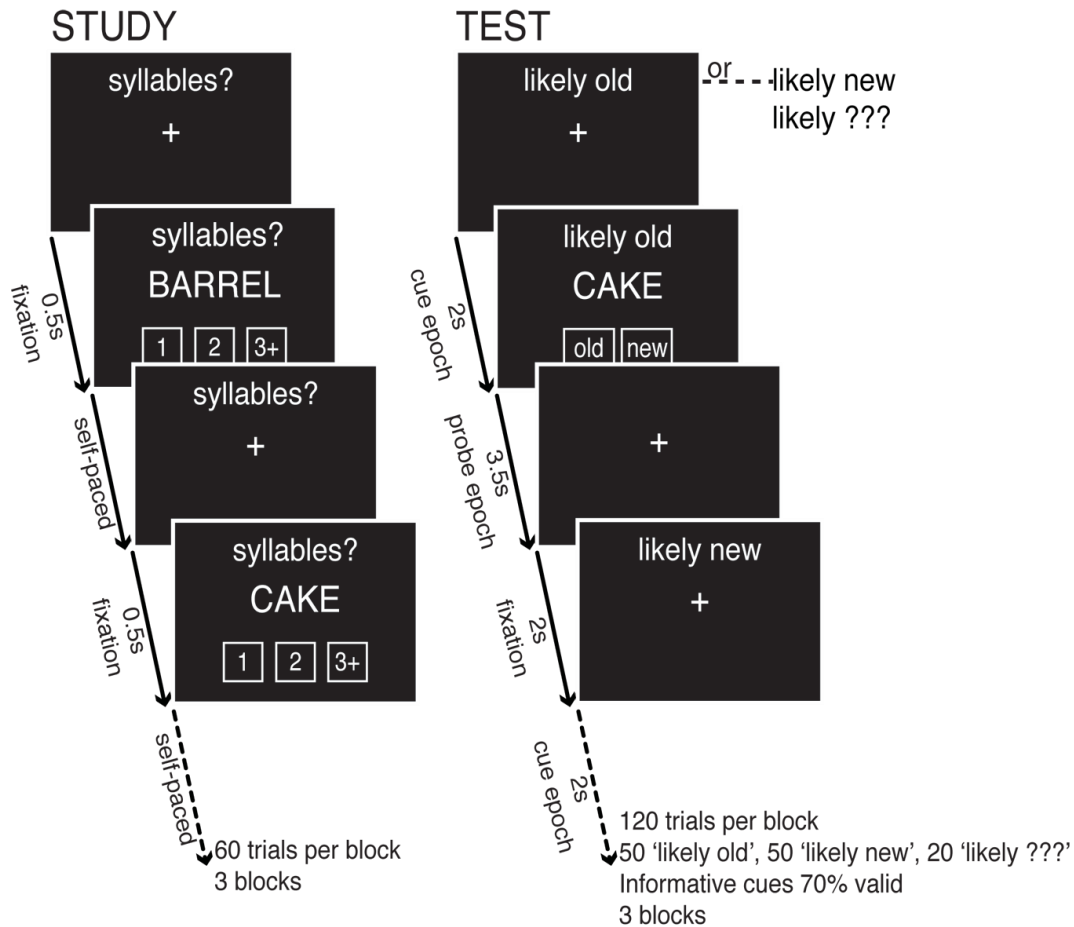 STUDY
syllables?
+
syllables?
BARREL
1 2 3+
syllables?
+
syllables?
CAKE
1 2 3+
0.5s
fixation
self-paced
0.5s
fixation
self-paced
60 trials per block
3 blocks
TEST
likely old
+
or
likely new
likely ???
likely old
CAKE
old new
+
likely new
+
2s
cue epoch
3.5s
probe epoch
2s
fixation
2s
cue epoch
120 trials per block
50 ‘likely old’, 50 ‘likely new’, 20 ‘likely ???’
Informative cues 70% valid
3 blocks